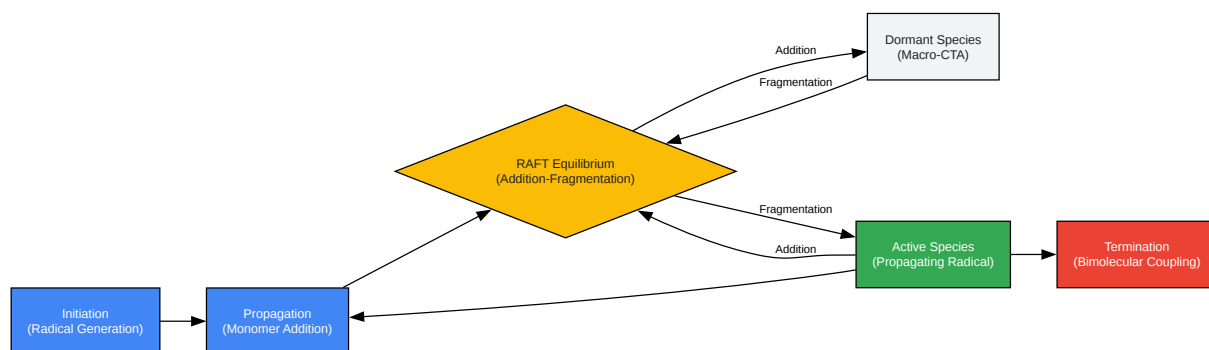 Dormant Species
(Macro-CTA)
Addition
Fragmentation
RAFT Equilibrium
(Addition-Fragmentation)
Fragmentation
Addition
Active Species
(Propagating Radical)
Termination
(Bimolecular Coupling)
Initiation
(Radical Generation)
Propagation
(Monomer Addition)